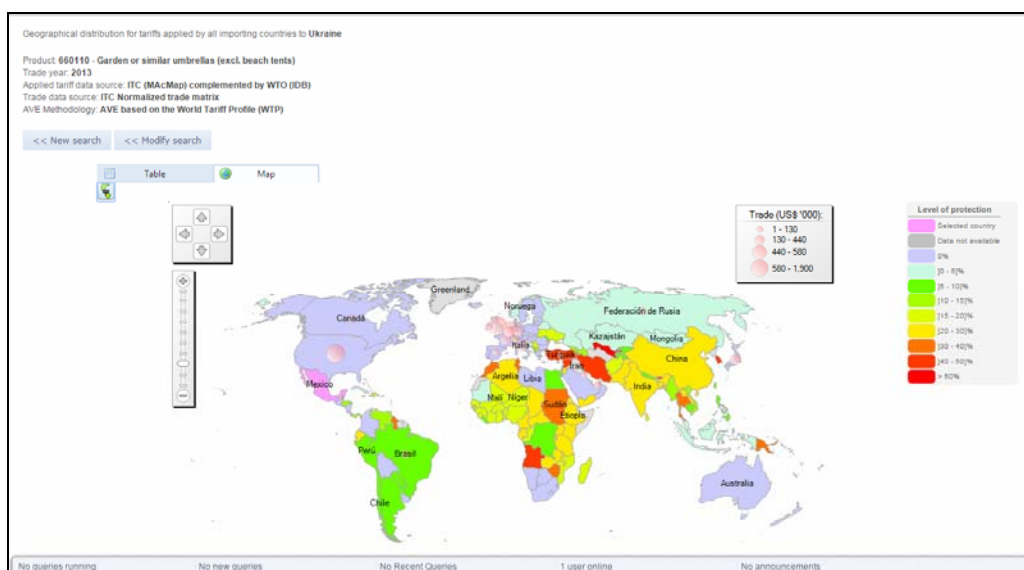 Geographical distribution for tariffs applied by all importing countries to Ukraine
Product: 660110 - Garden or similar umbrellas (excl. beach tents)
Trade year: 2013
Applied tariff data source: ITC (MAcMap) complemented by WTO (IDB)
Trade data source: ITC Normalized trade matrix
AVE Methodology: AVE based on the World Tariff Profile (WTP)
<< New search << Modify search
Table Map
Trade (US$ '000):
1 - 130
130 - 440
440 - 580
580 - 1,900
Level of protection
Selected country
Data not available
0%
]0 - 5]%
]5 - 10]%
]10 - 15]%
]15 - 20]%
]20 - 30]%
]30 - 40]%
]40 - 50]%
> 50%
Greenland
Canadá
Noruega
Federación de Rusia
Kazajstán
Mongolia
Italia
Turquía
Irán
China
México
Argelia
Libia
India
Malí
Níger
Sudán
Etiopía
Perú
Brasil
Chile
Australia
No queries running No new queries No Recent Queries 1 user online No announcements